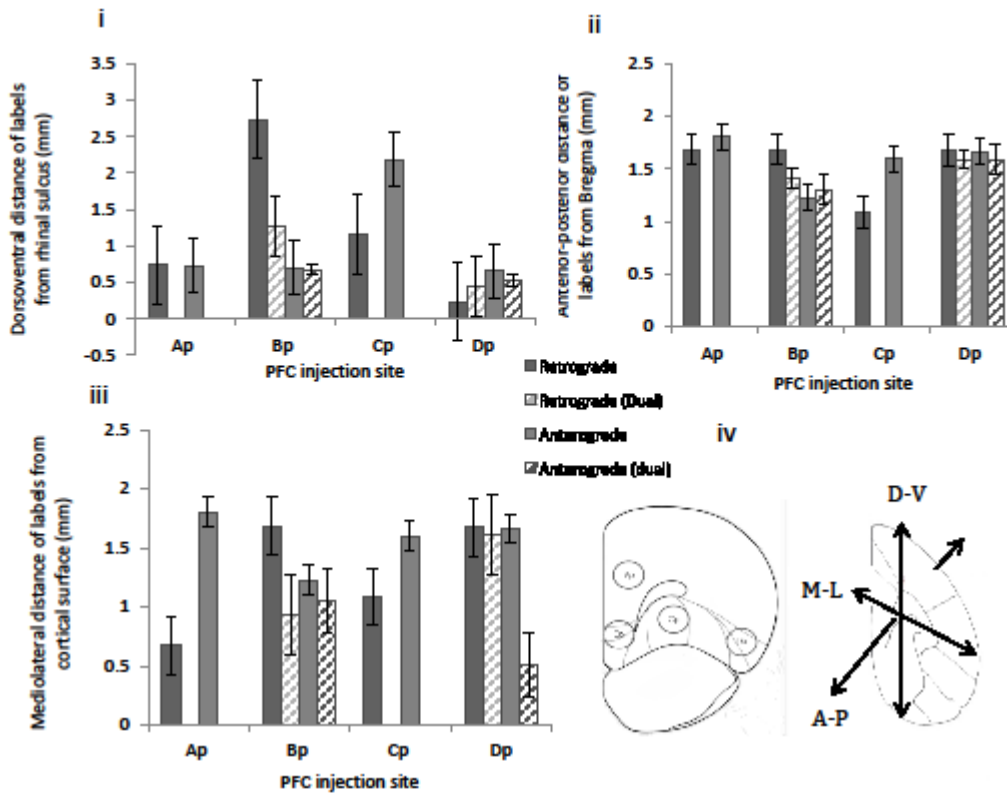 i
Dorsoventral distance of labels
from rhinal sulcus (mm)
3.5
3
2.5
2
1.5
1
0.5
0
-0.5
Ap
Bp
Cp
Dp
PFC injection site
ii
Anterior-posterior distance of
labels from Bregma (mm)
2.5
2
1.5
1
0.5
0
Ap
Bp
Cp
Dp
PFC injection site
Retrograde
Retrograde (Dual)
Anterograde
Anterograde (dual)
iii
Mediolateral distance of labels from
cortical surface (mm)
2.5
2
1.5
1
0.5
0
Ap
Bp
Cp
Dp
PFC injection site
iv
D-V
M-L
A-P